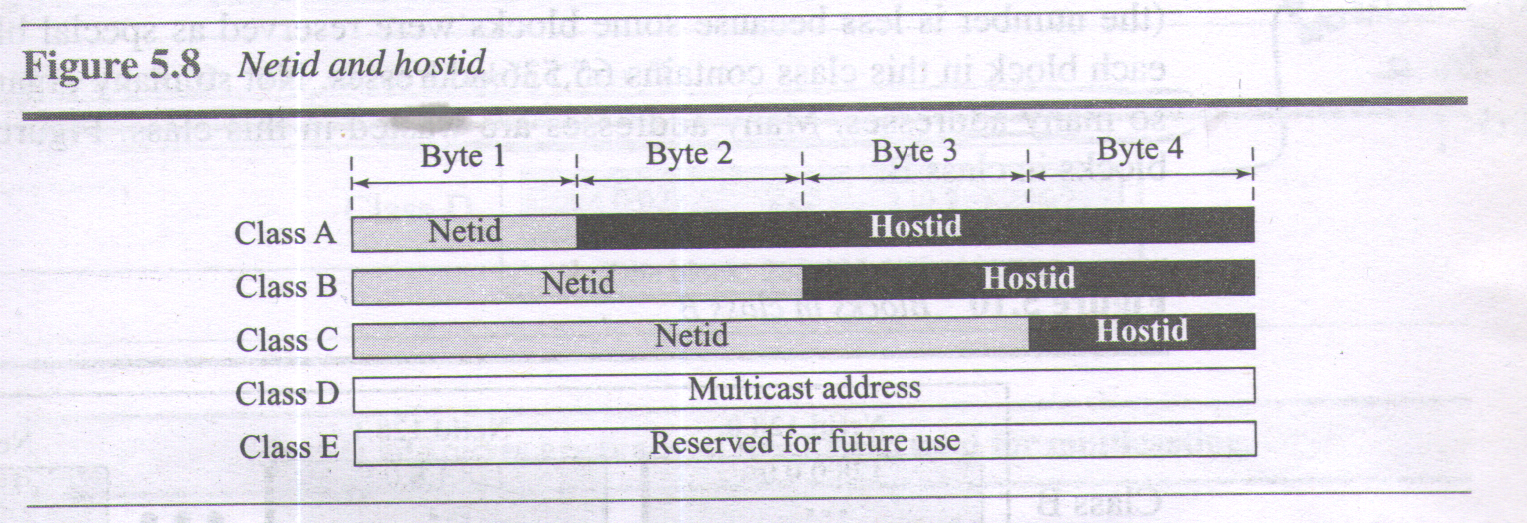 Figure 5.8 Netid and hostid
Byte 1 Byte 2 Byte 3 Byte 4
Class A Netid Hostid
Class B Netid Hostid
Class C Netid Hostid
Class D Multicast address
Class E Reserved for future use